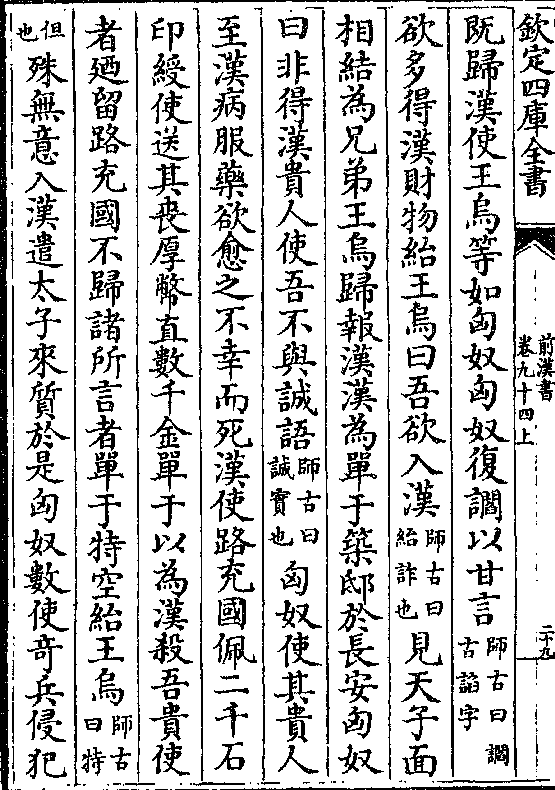 欽定四庫全書
前漢書
卷九十四上
二十九
既歸漢使王烏等如匈奴匈奴復讇以甘言師古曰讇古諂字
欲多得漢財物紿王烏曰吾欲入漢師古曰紿詐也見天子面
相結為兄弟王烏歸報漢漢為單于築邸於長安匈奴
曰非得漢貴人使吾不與誠語師古曰誠實也匈奴使其貴人
至漢病服藥欲愈之不幸而死漢使路充國佩二千石
印綬使送其喪厚幣直數千金單于以為漢殺吾貴使
者廼留路充國不歸諸所言者單于特空紿王烏師古曰特
但也殊無意入漢遣太子來質於是匈奴數使竒兵侵犯